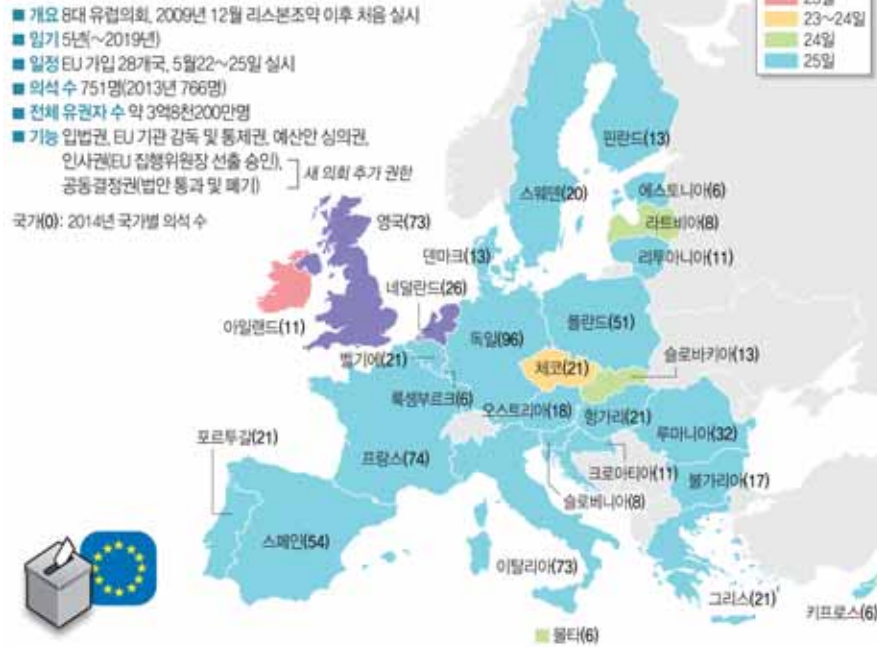 ■ 개요 8대 유럽의회, 2009년 12월 리스본조약 이후 처음 실시
■ 임기 5년(~2019년)
■ 일정 EU 가입 28개국, 5월22~25일 실시
■ 의석 수 751명(2013년 766명)
■ 전체 유권자 수 약 3억8천200만명
■ 기능 입법권, EU 기관 감독 및 통제권, 예산안 심의권,
인사권(EU 집행위원장 선출 승인),
공동결정권(법안 통과 및 폐기)
새 의회 추가 권한
국가(0): 2014년 국가별 의석 수
23~24일
24일
25일
핀란드(13)
스웨덴(20)
에스토니아(6)
라트비아(8)
리투아니아(11)
영국(73)
덴마크(13)
네덜란드(26)
아일랜드(11)
독일(96)
폴란드(51)
벨기에(21)
체코(21)
슬로바키아(13)
룩셈부르크(6)
오스트리아(18)
헝가리(21)
루마니아(32)
포르투갈(21)
프랑스(74)
크로아티아(11)
불가리아(17)
슬로베니아(8)
스페인(54)
이탈리아(73)
그리스(21)
키프로스(6)
몰타(6)